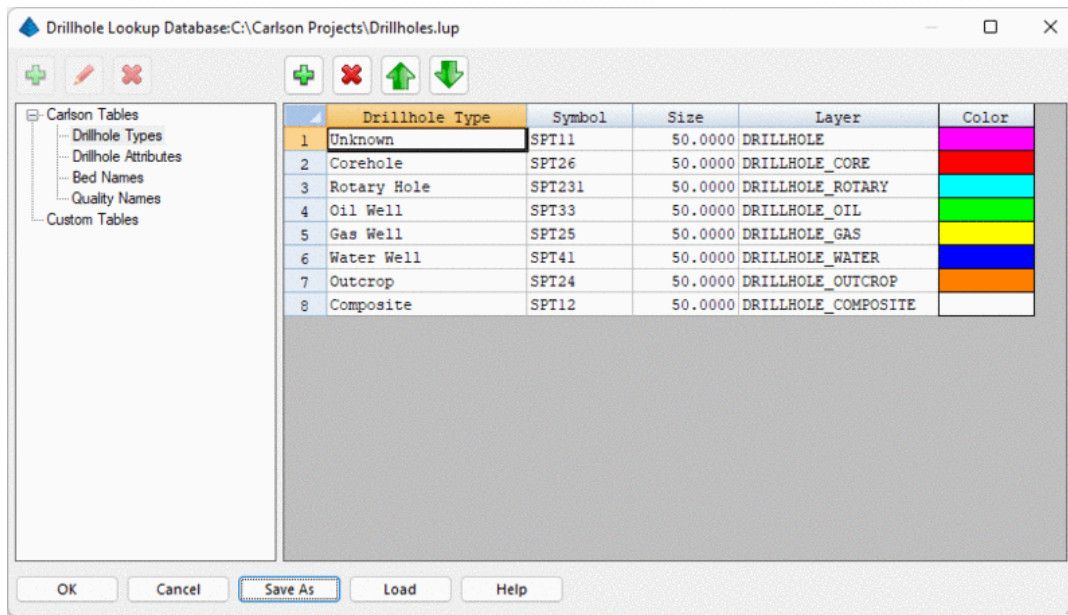 Drillhole Lookup Database:C:\Carlson Projects\Drillholes.lup
Carlson Tables
Drillhole Types
Drillhole Attributes
Bed Names
Quality Names
Custom Tables
Drillhole Type Symbol Size Layer Color
1 Unknown SPT11 50.0000 DRILLHOLE
2 Corehole SPT26 50.0000 DRILLHOLE_CORE
3 Rotary Hole SPT231 50.0000 DRILLHOLE_ROTARY
4 Oil Well SPT33 50.0000 DRILLHOLE_OIL
5 Gas Well SPT25 50.0000 DRILLHOLE_GAS
6 Water Well SPT41 50.0000 DRILLHOLE_WATER
7 Outcrop SPT24 50.0000 DRILLHOLE_OUTCROP
8 Composite SPT12 50.0000 DRILLHOLE_COMPOSITE
OK Cancel Save As Load Help